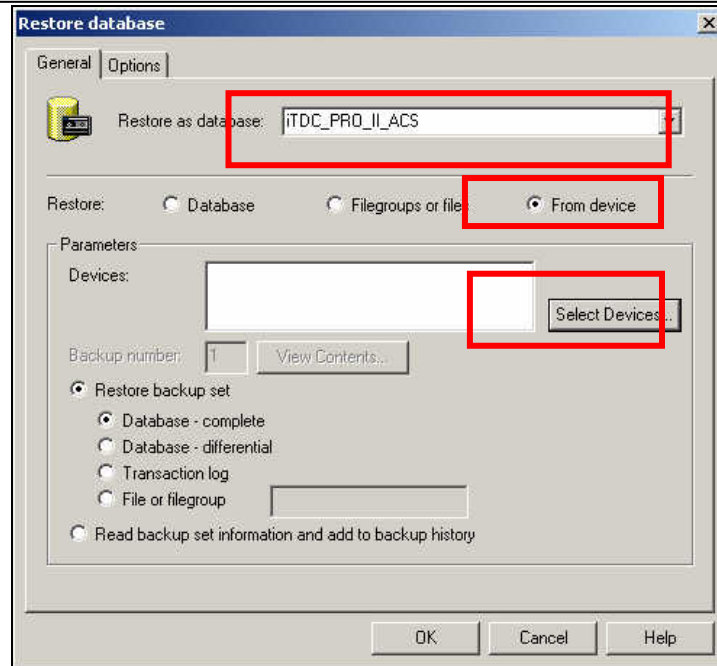 Restore database
General Options
Restore as database: iTDC_PRO_II_ACS
Restore: Database Filegroups or files From device
Parameters
Devices:
Select Devices...
Backup number: 1 View Contents...
Restore backup set
Database - complete
Database - differential
Transaction log
File or filegroup
Read backup set information and add to backup history
OK Cancel Help